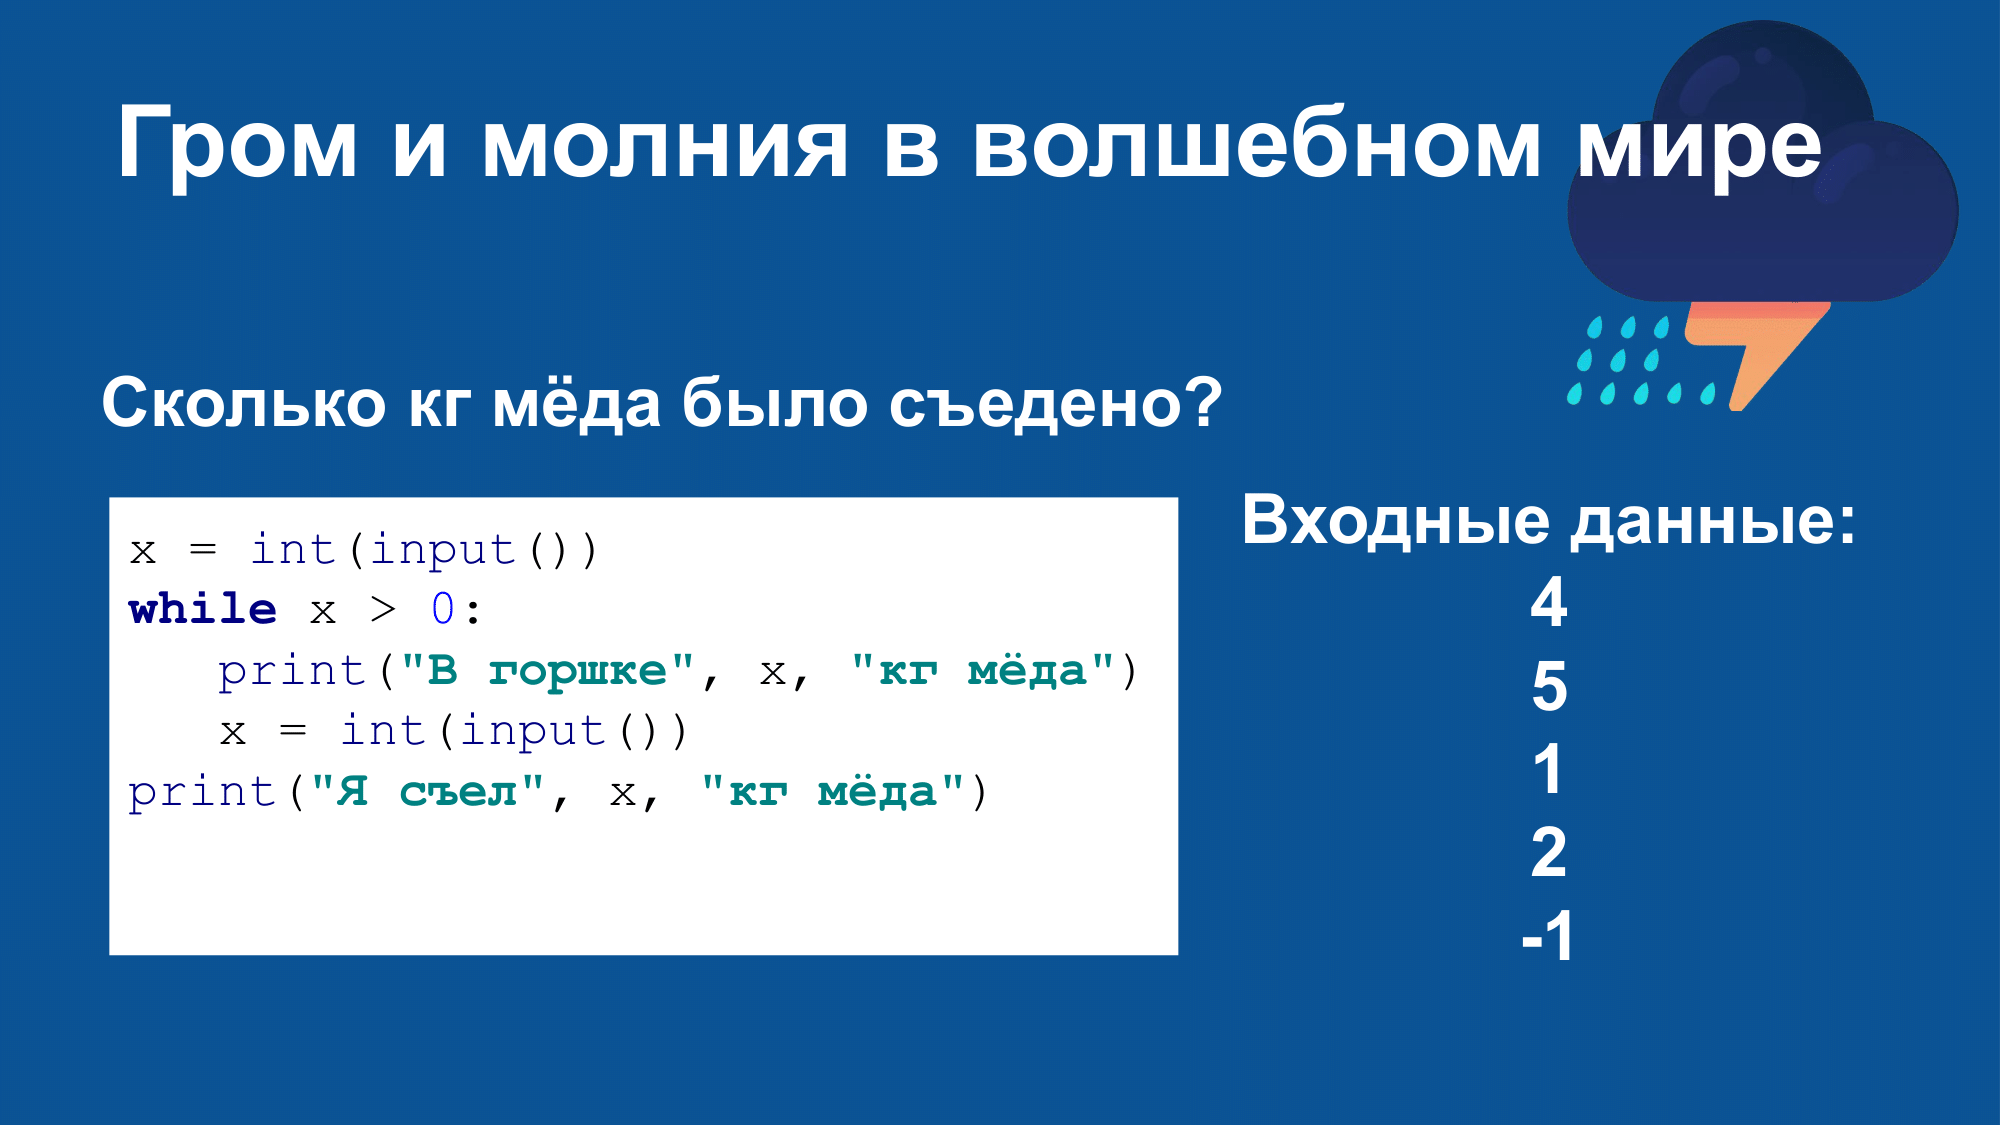 Гром и молния в волшебном мире
Сколько кг мёда было съедено?
x = int(input())
while x > 0:
   print("В горшке", x, "кг мёда")
   x = int(input())
print("Я съел", x, "кг мёда")
Входные данные:
4
5
1
2
-1